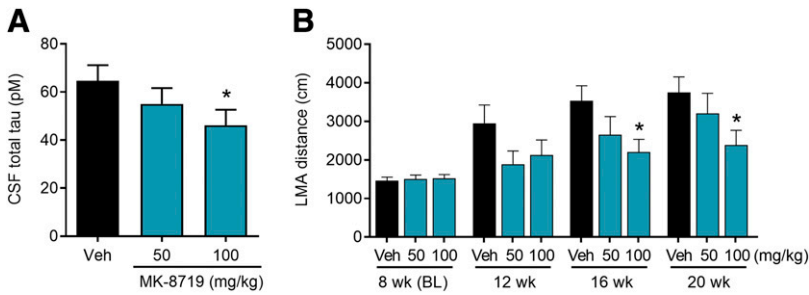 A
CSF total tau (pM)
80
60
40
20
0
*
Veh 50 100
MK-8719 (mg/kg)
B
LMA distance (cm)
5000
4000
3000
2000
1000
0
* *
Veh 50 100 Veh 50 100 Veh 50 100 Veh 50 100 (mg/kg)
8 wk (BL) 12 wk 16 wk 20 wk